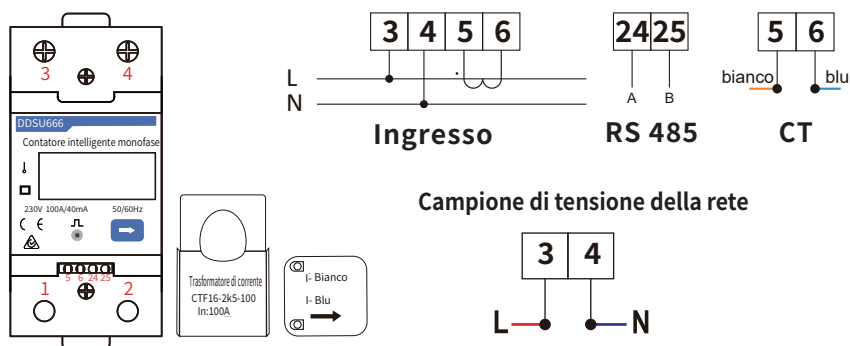 3 4
DDSU666
Contatore intelligente monofase
230V 100A/40mA 50/60Hz
5 6 24 25
1 2
Trasformatore di corrente
CTF16-2k5-100
In:100A
I- Bianco
I- Blu
3 4 5 6
L
N
Ingresso
24 25
A B
RS 485
5 6
bianco blu
CT
Campione di tensione della rete
3 4
L N